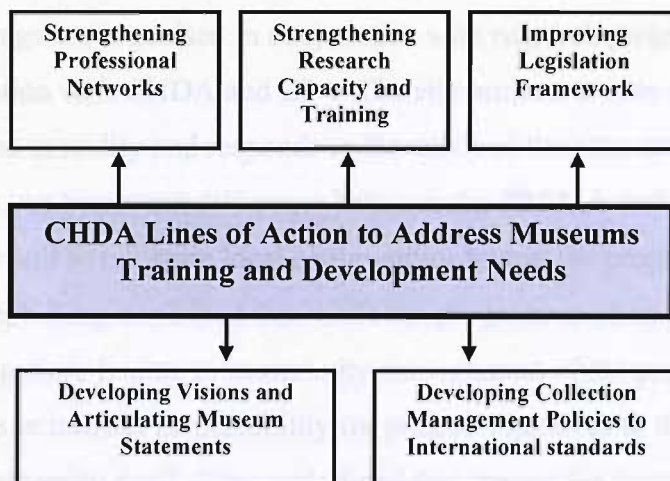 Strengthening
Professional
Networks
Strengthening
Research
Capacity and
Training
Improving
Legislation
Framework
CHDA Lines of Action to Address Museums
Training and Development Needs
Developing Visions and
Articulating Museum
Statements
Developing Collection
Management Policies to
International standards